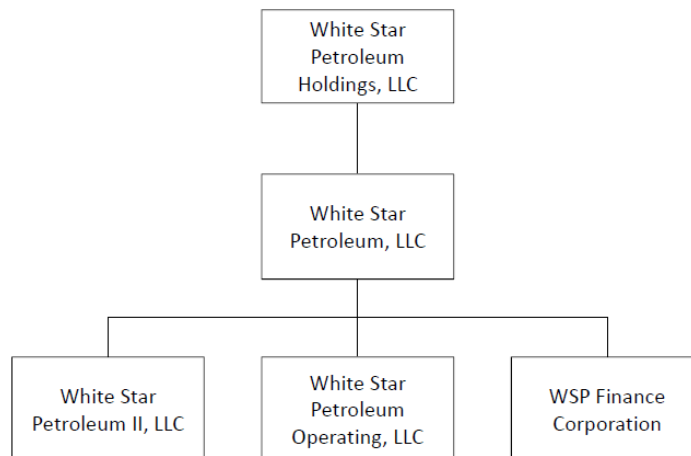 White Star
Petroleum
Holdings, LLC
White Star
Petroleum, LLC
White Star
Petroleum II, LLC
White Star
Petroleum
Operating, LLC
WSP Finance
Corporation